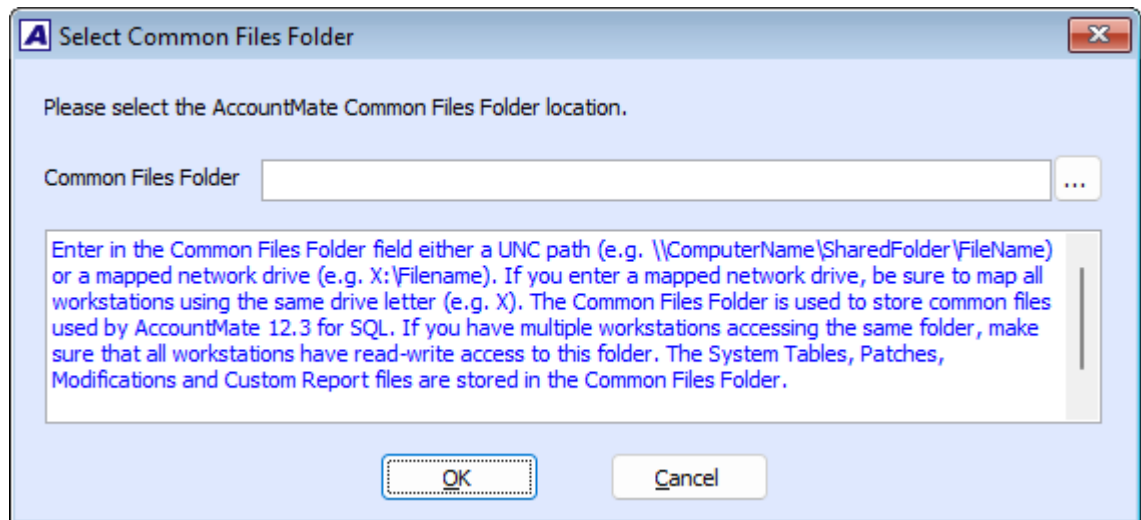 A Select Common Files Folder
Please select the AccountMate Common Files Folder location.
Common Files Folder ...
Enter in the Common Files Folder field either a UNC path (e.g. \\ComputerName\SharedFolder\FileName)
or a mapped network drive (e.g. X:\Filename). If you enter a mapped network drive, be sure to map all
workstations using the same drive letter (e.g. X). The Common Files Folder is used to store common files
used by AccountMate 12.3 for SQL. If you have multiple workstations accessing the same folder, make
sure that all workstations have read-write access to this folder. The System Tables, Patches,
Modifications and Custom Report files are stored in the Common Files Folder.
OK Cancel